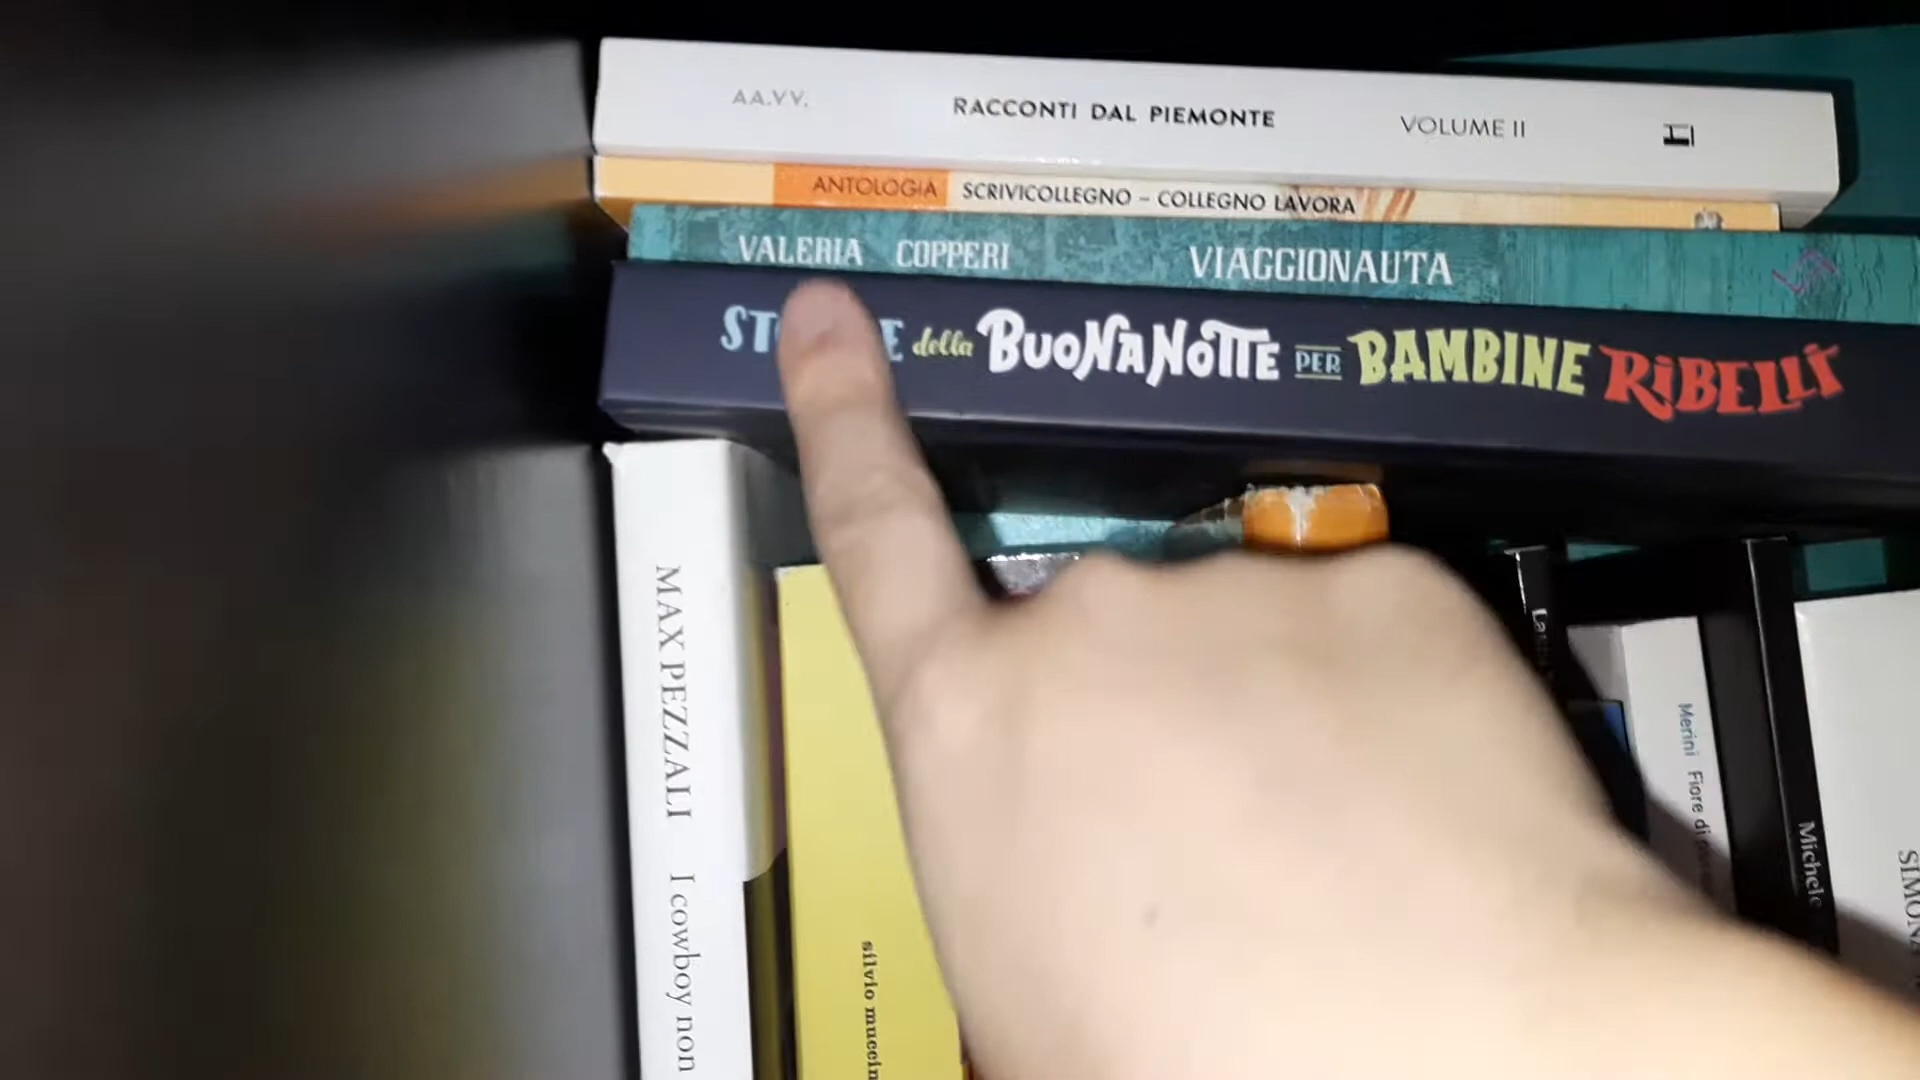 AA.VV. RACCONTI DAL PIEMONTE VOLUME II
ANTOLOGIA SCRIVICOLLEGNO – COLLEGNO LAVORA
VALERIA COPPERI VIAGGIONAUTA
della BUONANOTTE PER BAMBINE RIBELLI
MAX PEZZALI I cowboy non
silvio muccin
Merini Fiore di
Michele
SIMONA